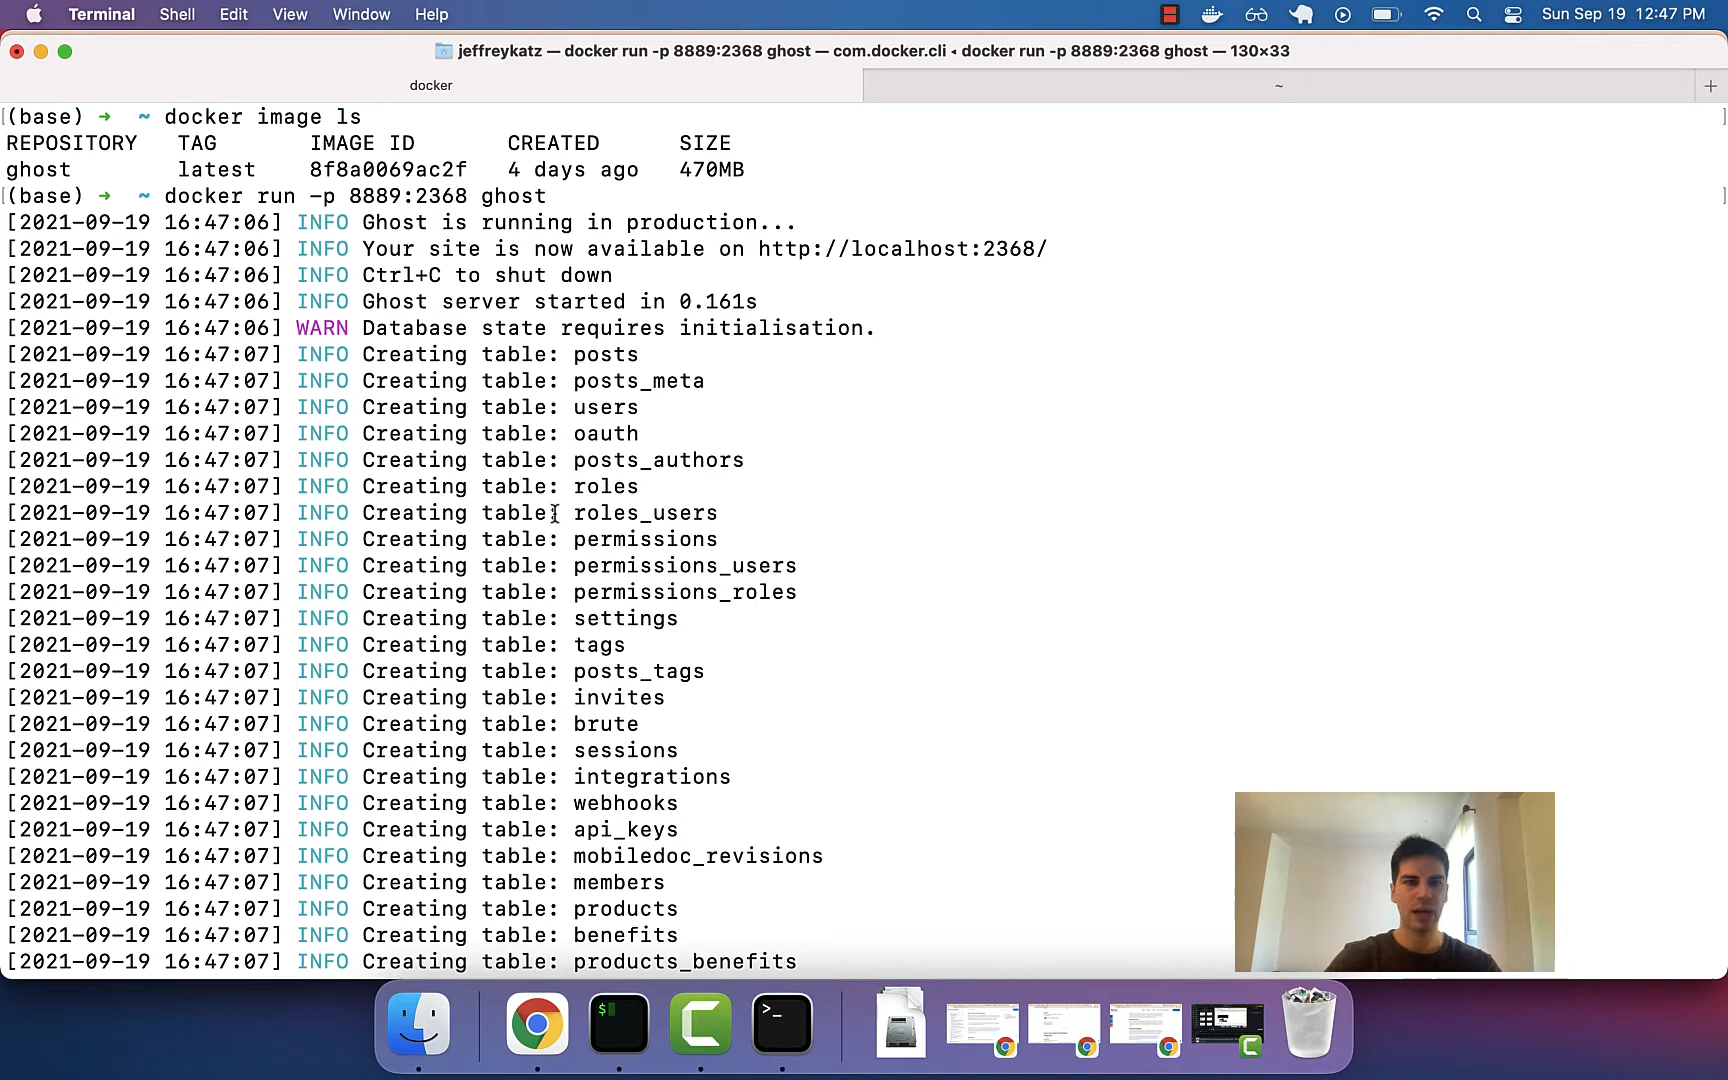 Terminal Shell Edit View Window Help Sun Sep 19 12:47 PM
jeffreykatz — docker run -p 8889:2368 ghost — com.docker.cli ◂ docker run -p 8889:2368 ghost — 130×33
docker ~ +
(base) ➜ ~ docker image ls
REPOSITORY TAG IMAGE ID CREATED SIZE
ghost latest 8f8a0069ac2f 4 days ago 470MB
(base) ➜ ~ docker run -p 8889:2368 ghost
[2021-09-19 16:47:06] INFO Ghost is running in production...
[2021-09-19 16:47:06] INFO Your site is now available on http://localhost:2368/
[2021-09-19 16:47:06] INFO Ctrl+C to shut down
[2021-09-19 16:47:06] INFO Ghost server started in 0.161s
[2021-09-19 16:47:06] WARN Database state requires initialisation.
[2021-09-19 16:47:07] INFO Creating table: posts
[2021-09-19 16:47:07] INFO Creating table: posts_meta
[2021-09-19 16:47:07] INFO Creating table: users
[2021-09-19 16:47:07] INFO Creating table: oauth
[2021-09-19 16:47:07] INFO Creating table: posts_authors
[2021-09-19 16:47:07] INFO Creating table: roles
[2021-09-19 16:47:07] INFO Creating table: roles_users
[2021-09-19 16:47:07] INFO Creating table: permissions
[2021-09-19 16:47:07] INFO Creating table: permissions_users
[2021-09-19 16:47:07] INFO Creating table: permissions_roles
[2021-09-19 16:47:07] INFO Creating table: settings
[2021-09-19 16:47:07] INFO Creating table: tags
[2021-09-19 16:47:07] INFO Creating table: posts_tags
[2021-09-19 16:47:07] INFO Creating table: invites
[2021-09-19 16:47:07] INFO Creating table: brute
[2021-09-19 16:47:07] INFO Creating table: sessions
[2021-09-19 16:47:07] INFO Creating table: integrations
[2021-09-19 16:47:07] INFO Creating table: webhooks
[2021-09-19 16:47:07] INFO Creating table: api_keys
[2021-09-19 16:47:07] INFO Creating table: mobiledoc_revisions
[2021-09-19 16:47:07] INFO Creating table: members
[2021-09-19 16:47:07] INFO Creating table: products
[2021-09-19 16:47:07] INFO Creating table: benefits
[2021-09-19 16:47:07] INFO Creating table: products_benefits
$
>_